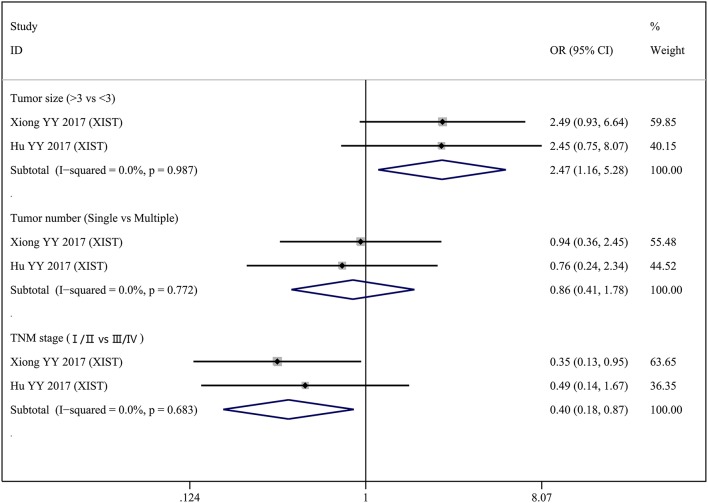 Study %
ID OR (95% CI) Weight
Tumor size (>3 vs <3)
Xiong YY 2017 (XIST) 2.49 (0.93, 6.64) 59.85
Hu YY 2017 (XIST) 2.45 (0.75, 8.07) 40.15
Subtotal (I−squared = 0.0%, p = 0.987) 2.47 (1.16, 5.28) 100.00
.
Tumor number (Single vs Multiple)
Xiong YY 2017 (XIST) 0.94 (0.36, 2.45) 55.48
Hu YY 2017 (XIST) 0.76 (0.24, 2.34) 44.52
Subtotal (I−squared = 0.0%, p = 0.772) 0.86 (0.41, 1.78) 100.00
.
TNM stage (Ⅰ/Ⅱ vs Ⅲ/Ⅳ)
Xiong YY 2017 (XIST) 0.35 (0.13, 0.95) 63.65
Hu YY 2017 (XIST) 0.49 (0.14, 1.67) 36.35
Subtotal (I−squared = 0.0%, p = 0.683) 0.40 (0.18, 0.87) 100.00
.
.124 1 8.07